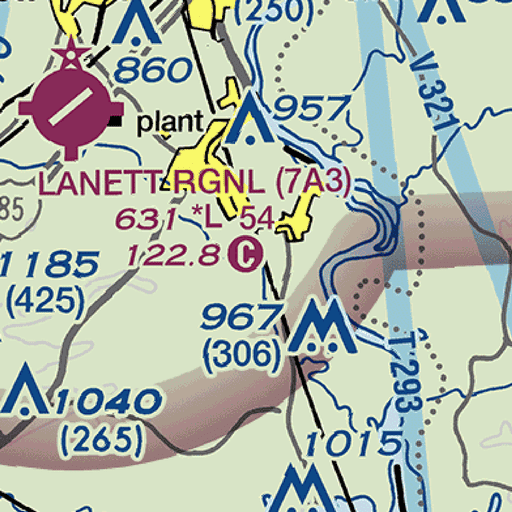 (250)
860
957
V 321
plant
LANETT RGNL (7A3)
85
631 *L 54
122.8 C
1185
(425)
967
(306)
T 293
1040
(265)
1015